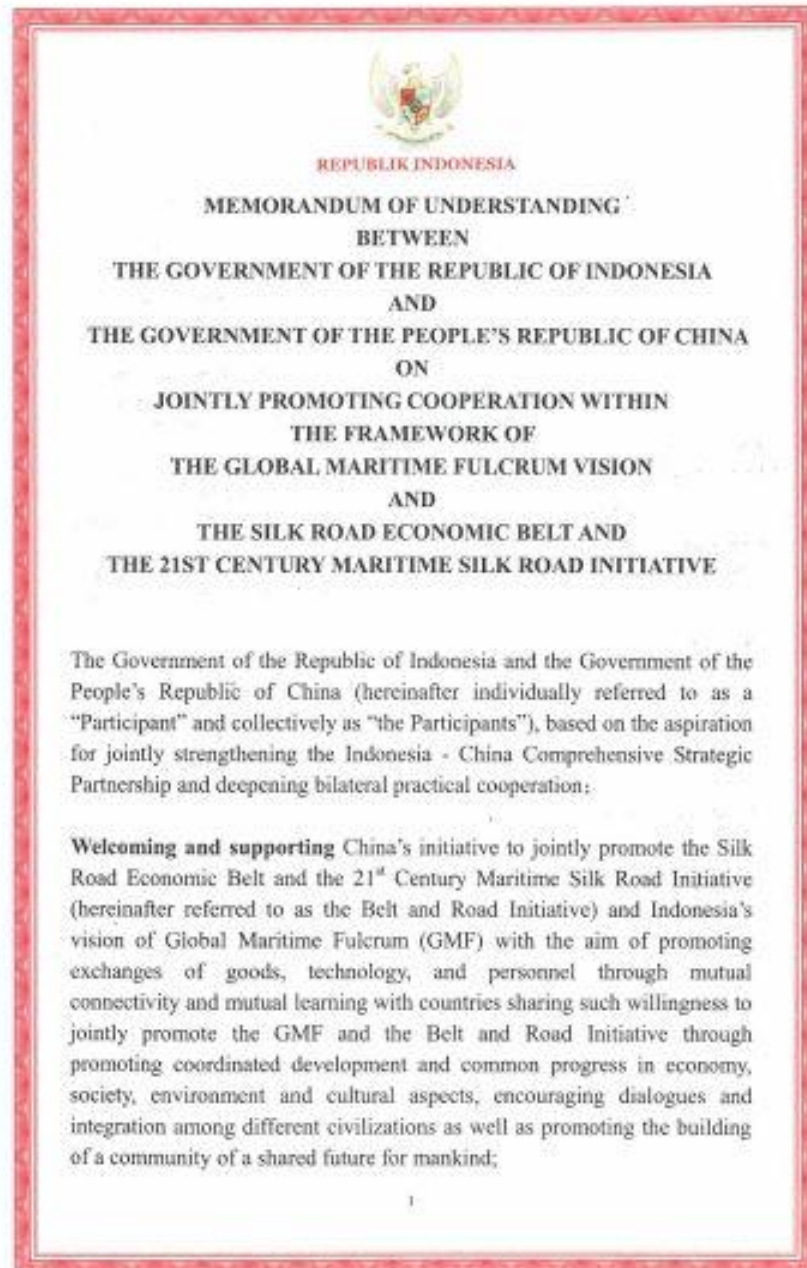 REPUBLIK INDONESIA
MEMORANDUM OF UNDERSTANDING
BETWEEN
THE GOVERNMENT OF THE REPUBLIC OF INDONESIA
AND
THE GOVERNMENT OF THE PEOPLE'S REPUBLIC OF CHINA
ON
JOINTLY PROMOTING COOPERATION WITHIN
THE FRAMEWORK OF
THE GLOBAL MARITIME FULCRUM VISION
AND
THE SILK ROAD ECONOMIC BELT AND
THE 21ST CENTURY MARITIME SILK ROAD INITIATIVE
The Government of the Republic of Indonesia and the Government of the
People's Republic of China (hereinafter individually referred to as a
“Participant” and collectively as “the Participants”), based on the aspiration
for jointly strengthening the Indonesia - China Comprehensive Strategic
Partnership and deepening bilateral practical cooperation;
Welcoming and supporting China's initiative to jointly promote the Silk
Road Economic Belt and the 21st Century Maritime Silk Road Initiative
(hereinafter referred to as the Belt and Road Initiative) and Indonesia's
vision of Global Maritime Fulcrum (GMF) with the aim of promoting
exchanges of goods, technology, and personnel through mutual
connectivity and mutual learning with countries sharing such willingness to
jointly promote the GMF and the Belt and Road Initiative through
promoting coordinated development and common progress in economy,
society, environment and cultural aspects, encouraging dialogues and
integration among different civilizations as well as promoting the building
of a community of a shared future for mankind;
1